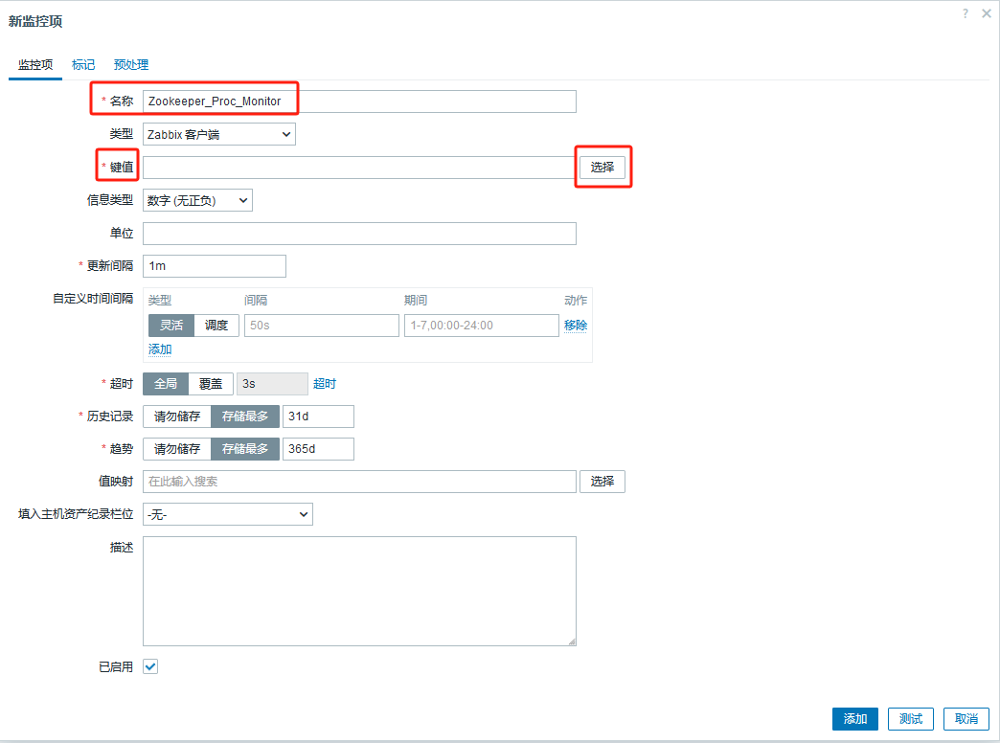 新监控项
? ×
监控项 标记 预处理
* 名称 Zookeeper_Proc_Monitor
类型 Zabbix 客户端
* 键值 选择
信息类型 数字 (无正负)
单位
* 更新间隔 1m
自定义时间间隔 类型 间隔 期间 动作
灵活 调度 50s 1-7,00:00-24:00 移除
添加
* 超时 全局 覆盖 3s 超时
* 历史记录 请勿储存 存储最多 31d
* 趋势 请勿储存 存储最多 365d
值映射 在此输入搜索 选择
填入主机资产纪录栏位 -无-
描述
已启用
添加 测试 取消